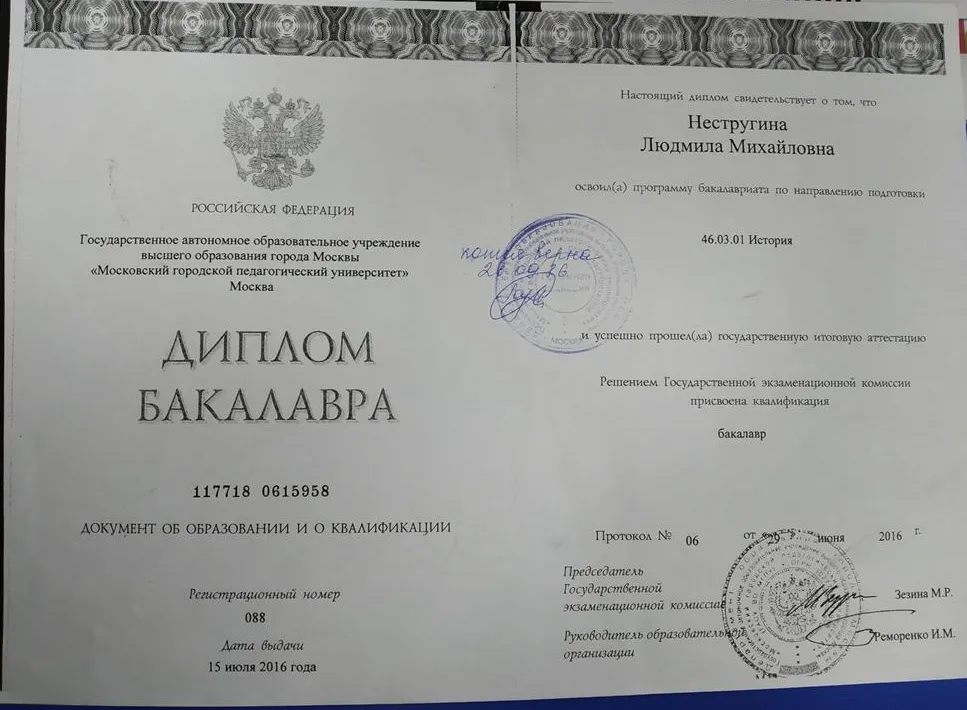 РОССИЙСКАЯ ФЕДЕРАЦИЯ
Государственное автономное образовательное учреждение
высшего образования города Москвы
«Московский городской педагогический университет»
Москва
ДИПЛОМ
БАКАЛАВРА
117718 0615958
ДОКУМЕНТ ОБ ОБРАЗОВАНИИ И О КВАЛИФИКАЦИИ
Регистрационный номер
088
Дата выдачи
15 июля 2016 года
Настоящий диплом свидетельствует о том, что
Нестругина
Людмила Михайловна
освоил(а) программу бакалавриата по направлению подготовки
46.03.01 История
копия верна
и успешно прошел(ла) государственную итоговую аттестацию
Решением Государственной экзаменационной комиссии
присвоена квалификация
бакалавр
Протокол № 06 от 29 июня 2016 г.
Председатель
Государственной
экзаменационной комиссии
Зезина М.Р.
Руководитель образовательной
организации
Реморенко И.М.